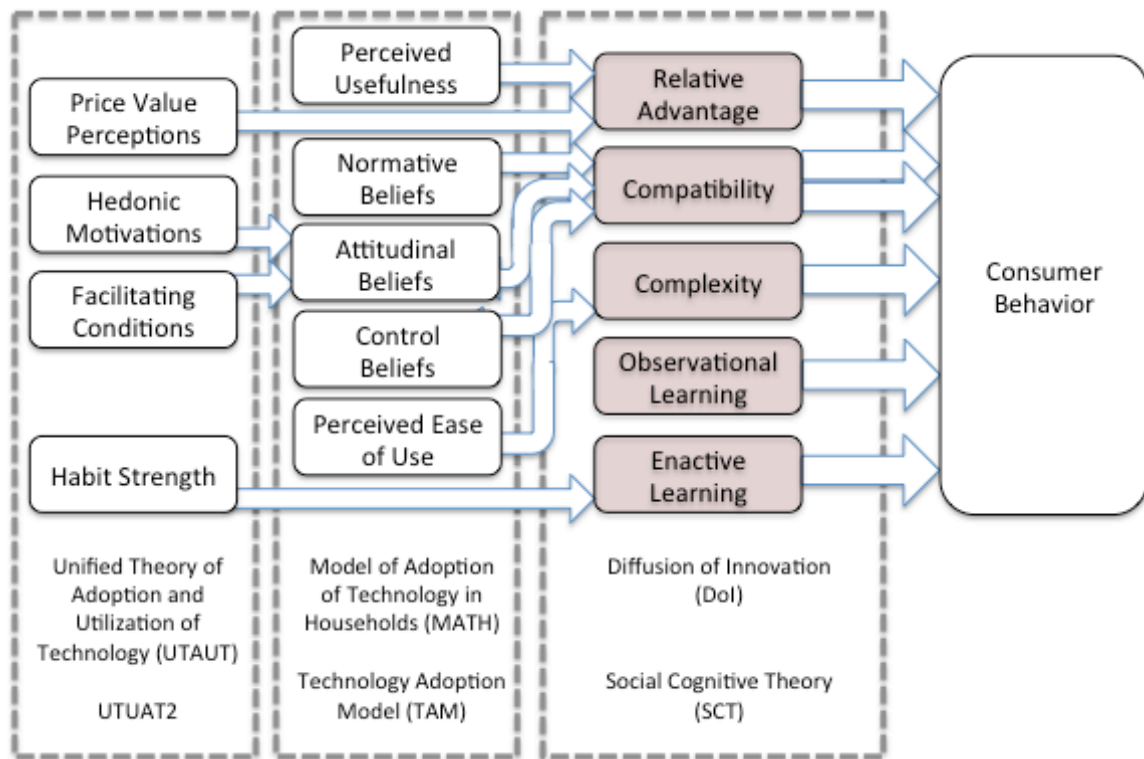 Price Value
Perceptions
Hedonic
Motivations
Facilitating
Conditions
Habit Strength
Unified Theory of
Adoption and
Utilization of
Technology (UTAUT)
UTUAT2
Perceived
Usefulness
Normative
Beliefs
Attitudinal
Beliefs
Control
Beliefs
Perceived Ease
of Use
Model of Adoption
of Technology in
Households (MATH)
Technology Adoption
Model (TAM)
Relative
Advantage
Compatibility
Complexity
Observational
Learning
Enactive
Learning
Diffusion of Innovation
(DoI)
Social Cognitive Theory
(SCT)
Consumer
Behavior